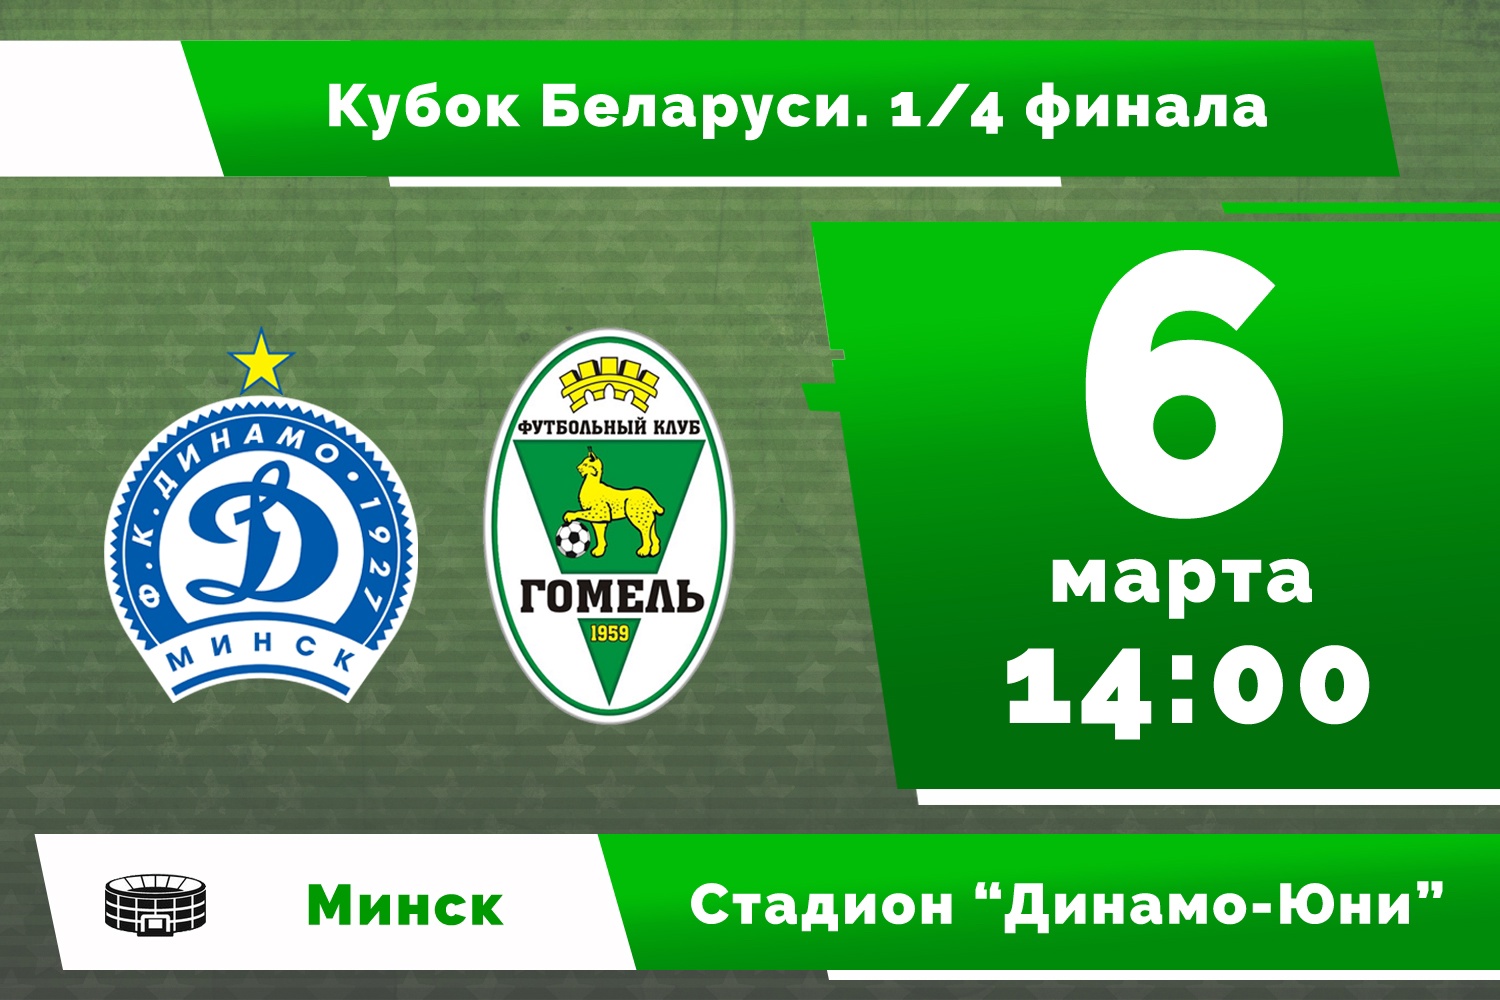 Кубок Беларуси. 1/4 финала
Ф.К.ДИНАМО•1927
Д
МИНСК
ФУТБОЛЬНЫЙ КЛУБ
ГОМЕЛЬ
1959
6
марта
14:00
Минск
Стадион “Динамо-Юни”